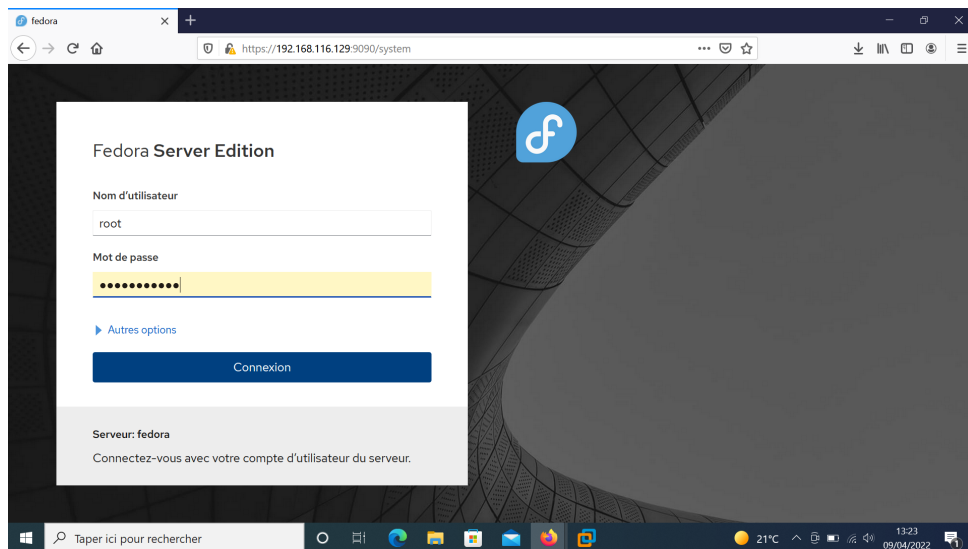 fedora
https://192.168.116.129:9090/system
Fedora Server Edition
Nom d'utilisateur
root
Mot de passe
•••••••••••
Autres options
Connexion
Serveur: fedora
Connectez-vous avec votre compte d'utilisateur du serveur.
Taper ici pour rechercher
21°C
13:23
09/04/2022
1